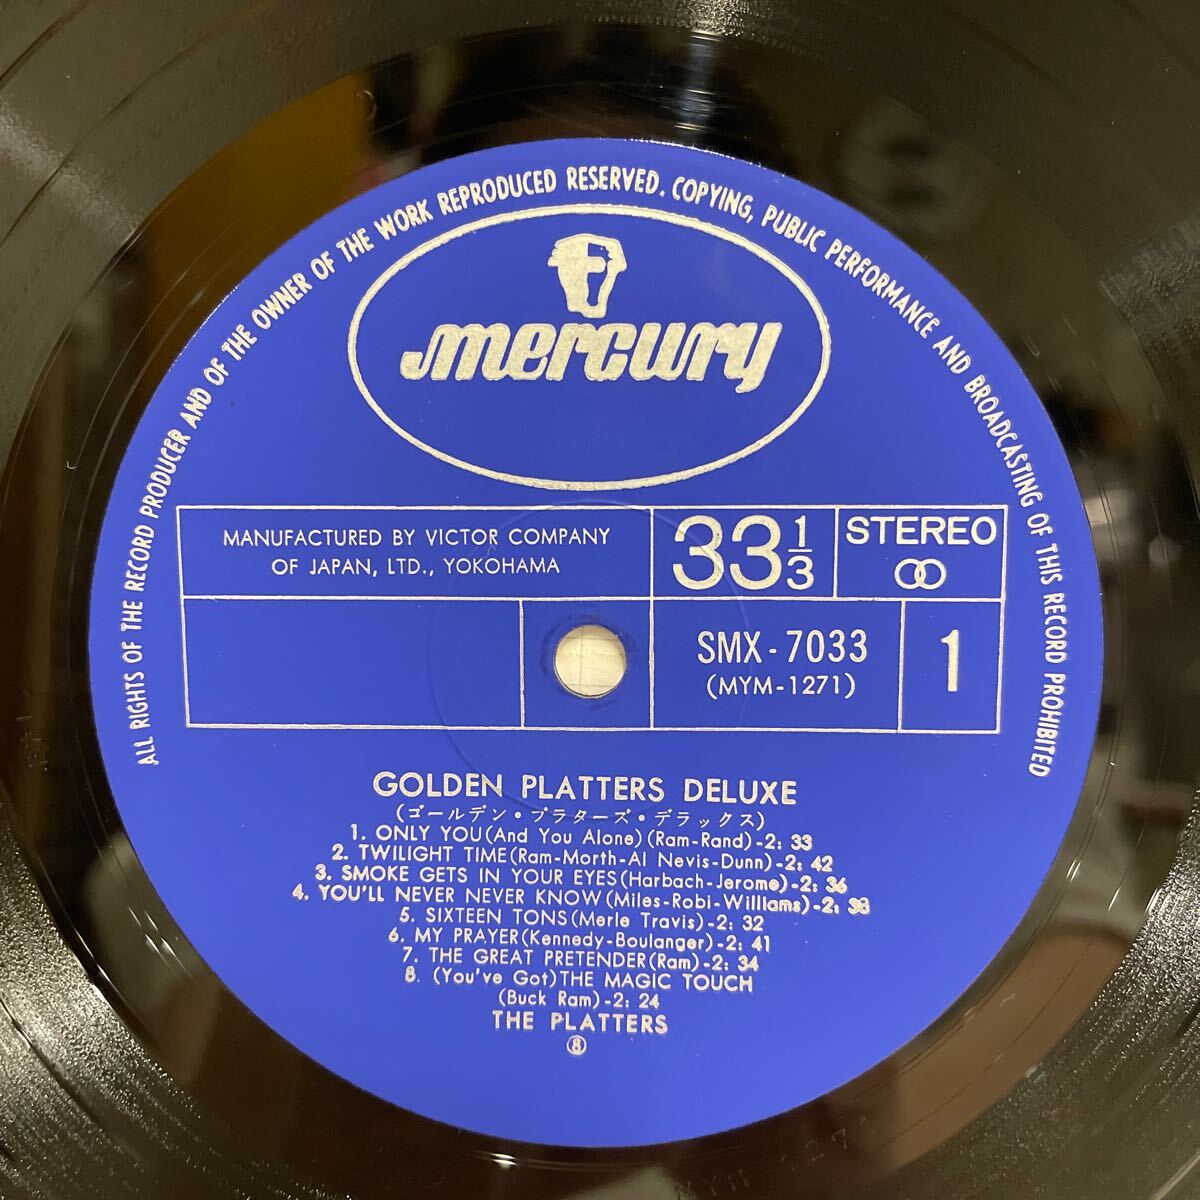 ALL RIGHTS OF THE RECORD PRODUCER AND OF THE OWNER OF THE WORK REPRODUCED RESERVED. COPYING, PUBLIC PERFORMANCE AND BROADCASTING OF THIS RECORD PROHIBITED
mercury
MANUFACTURED BY VICTOR COMPANY
OF JAPAN, LTD., YOKOHAMA
33 1/3
STEREO
SMX-7033
(MYM-1271)
1
GOLDEN PLATTERS DELUXE
(ゴールデン・プラターズ・デラックス)
1. ONLY YOU(And You Alone)(Ram-Rand)-2: 33
2. TWILIGHT TIME(Ram-Morth-Al Nevis-Dunn)-2: 42
3. SMOKE GETS IN YOUR EYES(Harbach-Jerome)-2: 36
4. YOU'LL NEVER NEVER KNOW(Miles-Robi-Williams)-2: 38
5. SIXTEEN TONS(Merle Travis)-2: 32
6. MY PRAYER(Kennedy-Boulanger)-2: 41
7. THE GREAT PRETENDER(Ram)-2: 34
8. (You've Got)THE MAGIC TOUCH
(Buck Ram)-2: 24
THE PLATTERS